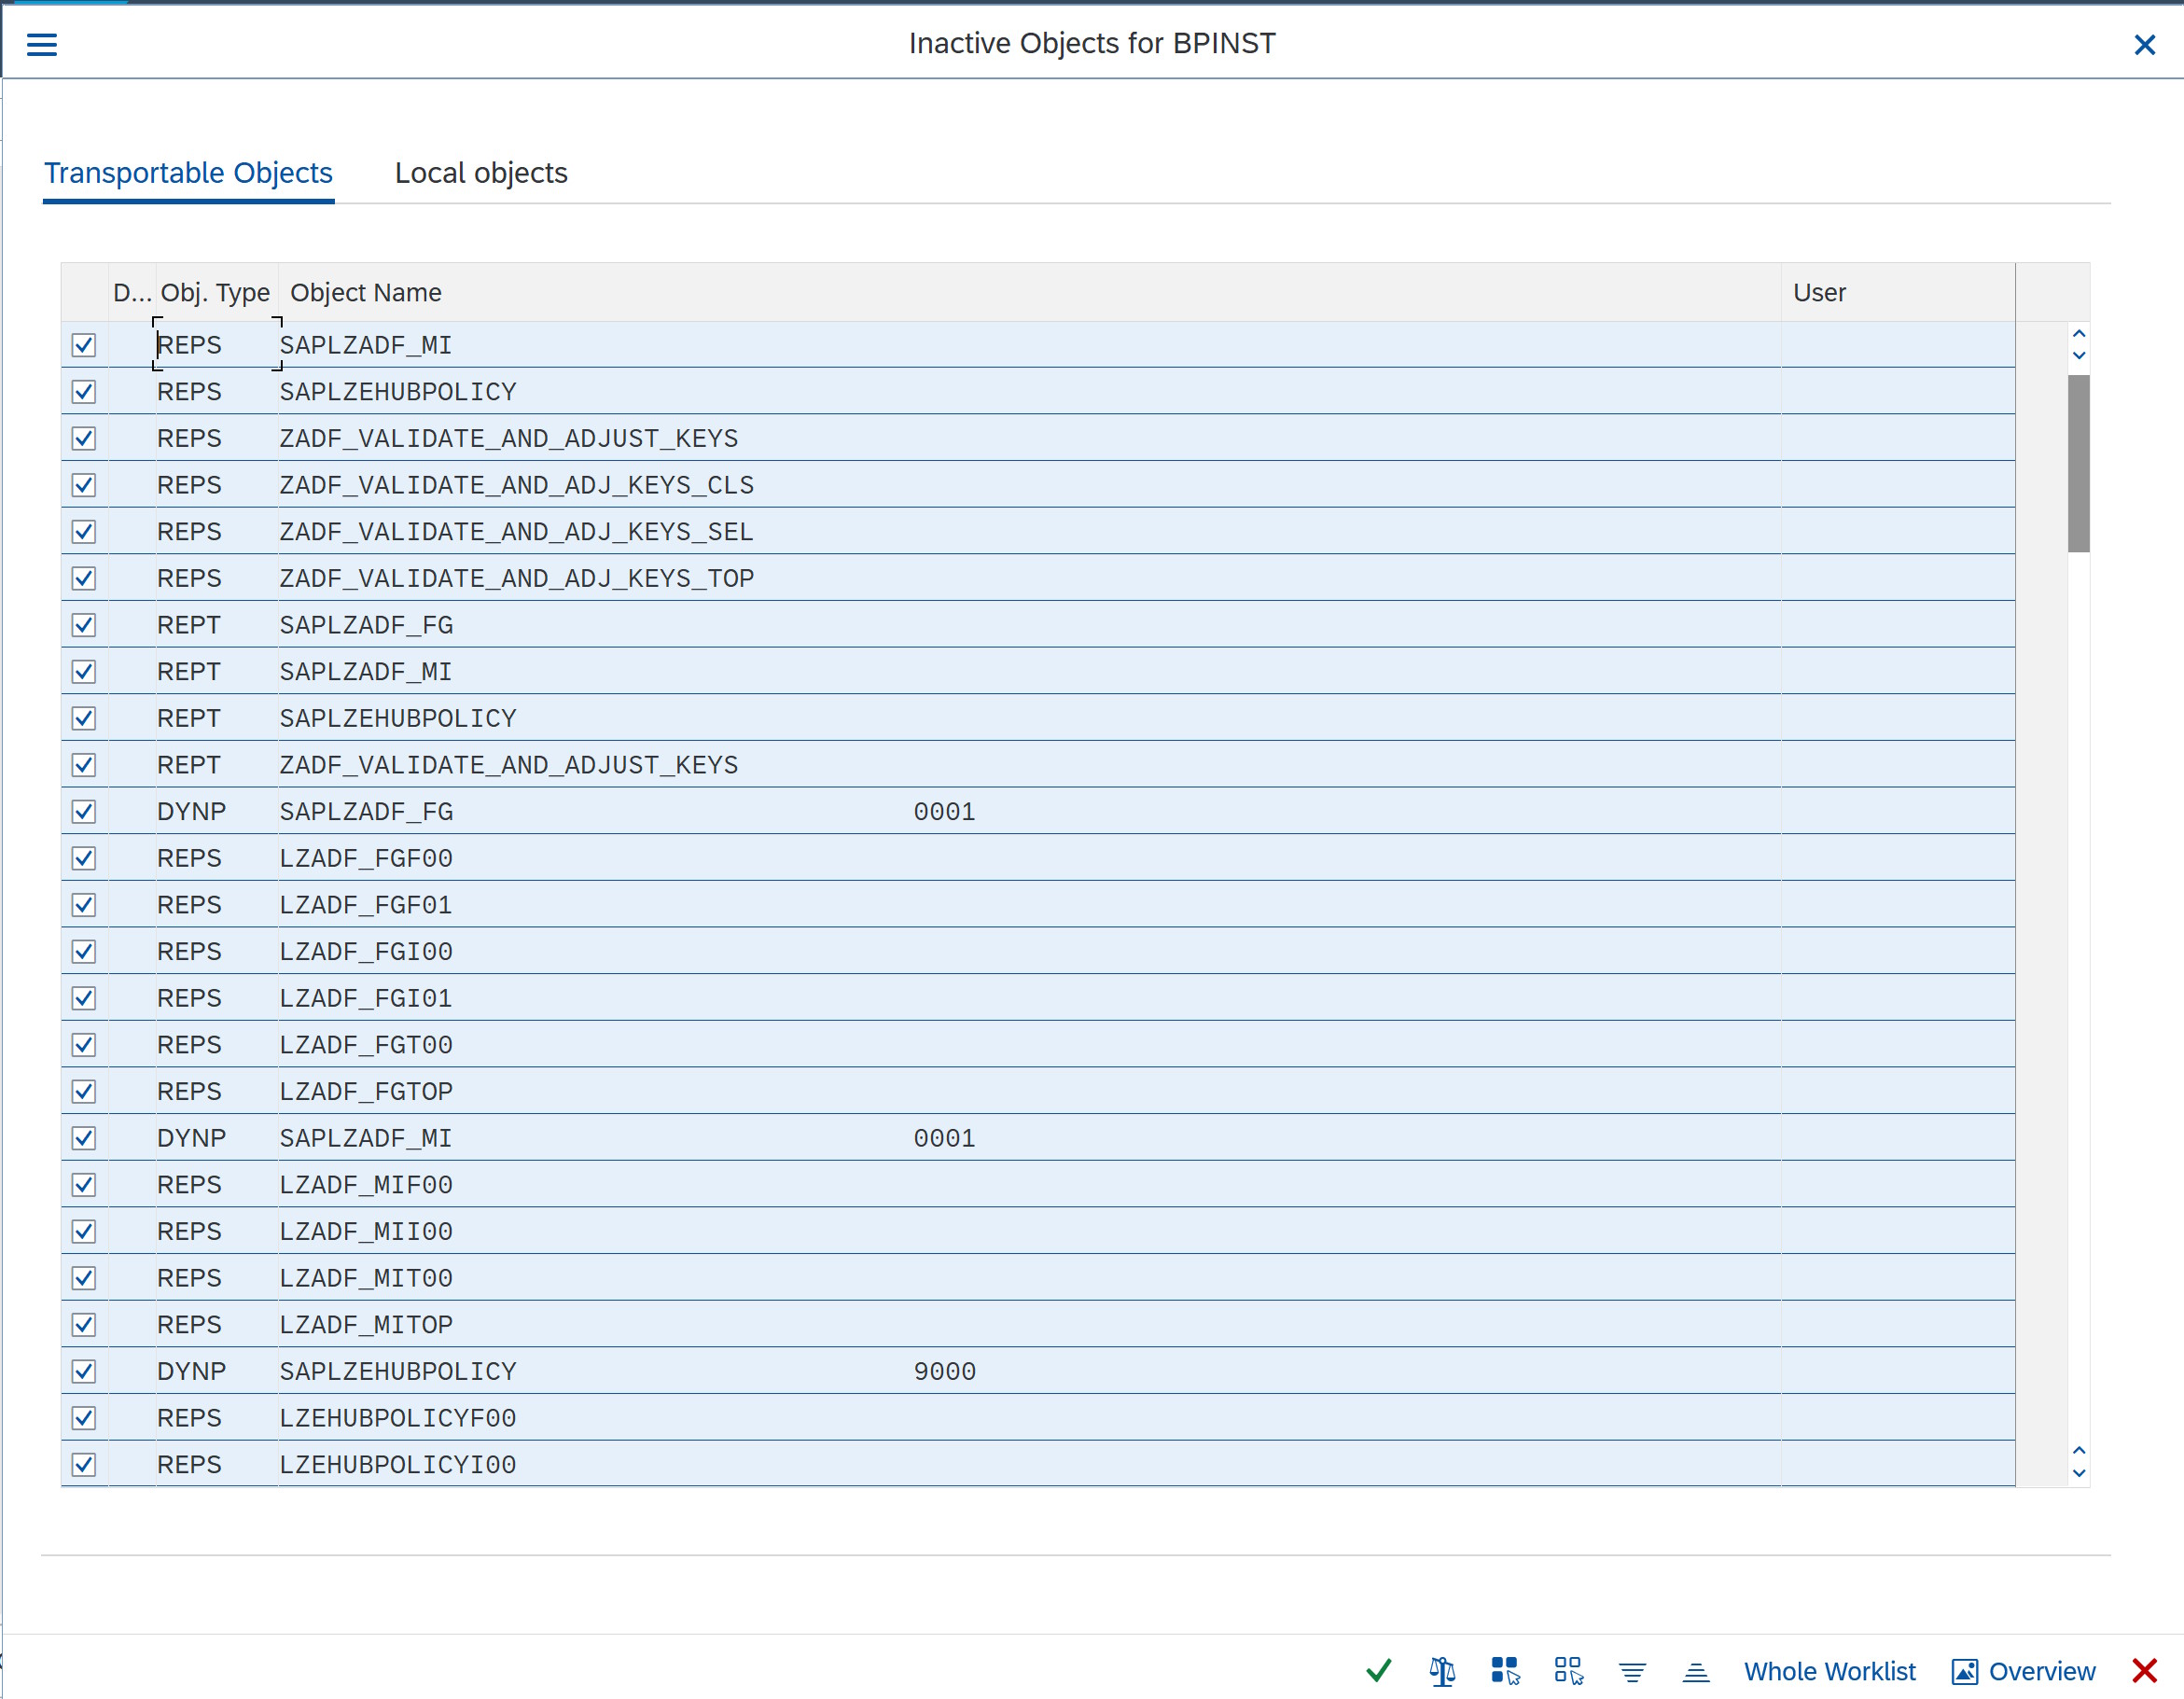 Inactive Objects for BPINST
Transportable Objects Local objects
D... Obj. Type Object Name User
REPS SAPLZADF_MI
REPS SAPLZEHUBPOLICY
REPS ZADF_VALIDATE_AND_ADJUST_KEYS
REPS ZADF_VALIDATE_AND_ADJ_KEYS_CLS
REPS ZADF_VALIDATE_AND_ADJ_KEYS_SEL
REPS ZADF_VALIDATE_AND_ADJ_KEYS_TOP
REPT SAPLZADF_FG
REPT SAPLZADF_MI
REPT SAPLZEHUBPOLICY
REPT ZADF_VALIDATE_AND_ADJUST_KEYS
DYNP SAPLZADF_FG 0001
REPS LZADF_FGF00
REPS LZADF_FGF01
REPS LZADF_FGI00
REPS LZADF_FGI01
REPS LZADF_FGT00
REPS LZADF_FGTOP
DYNP SAPLZADF_MI 0001
REPS LZADF_MIF00
REPS LZADF_MII00
REPS LZADF_MIT00
REPS LZADF_MITOP
DYNP SAPLZEHUBPOLICY 9000
REPS LZEHUBPOLICYF00
REPS LZEHUBPOLICYI00
Whole Worklist Overview